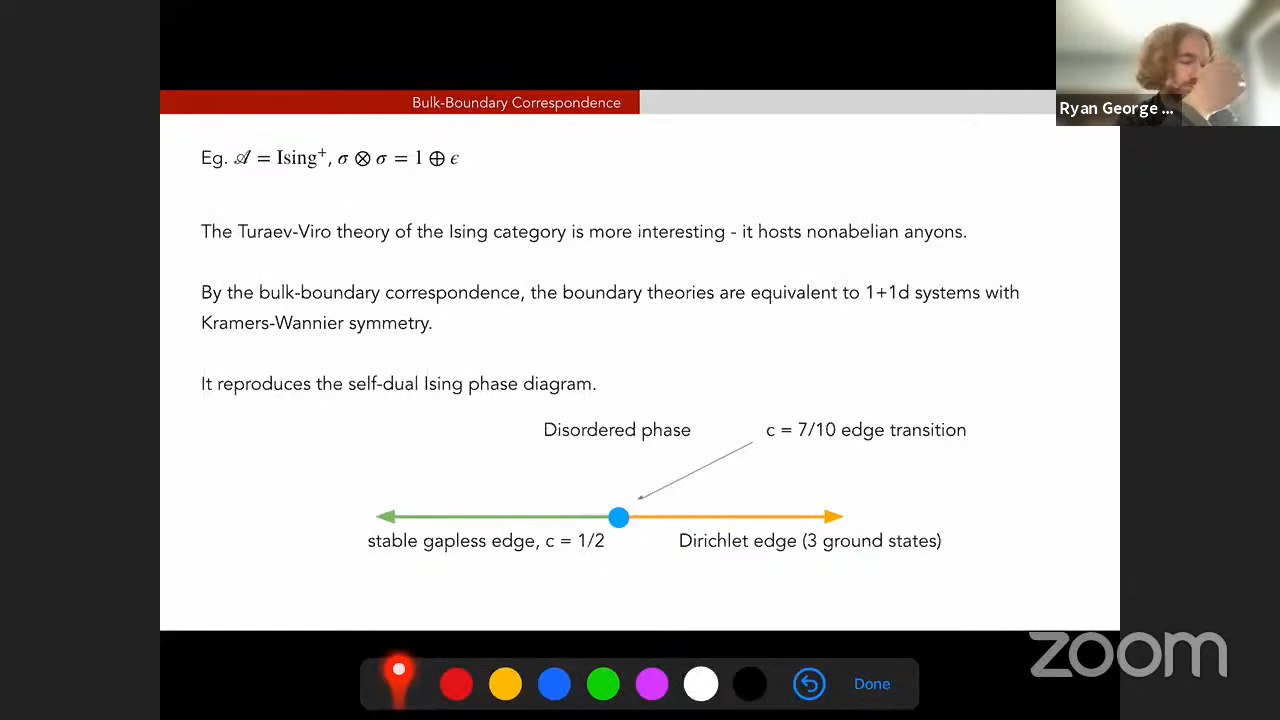 Bulk-Boundary Correspondence
Ryan George ...
Eg. 𝒜 = Ising⁺, σ ⊗ σ = 1 ⊕ ϵ
The Turaev-Viro theory of the Ising category is more interesting - it hosts nonabelian anyons.
By the bulk-boundary correspondence, the boundary theories are equivalent to 1+1d systems with
Kramers-Wannier symmetry.
It reproduces the self-dual Ising phase diagram.
Disordered phase
c = 7/10 edge transition
stable gapless edge, c = 1/2
Dirichlet edge (3 ground states)
zoom
Done